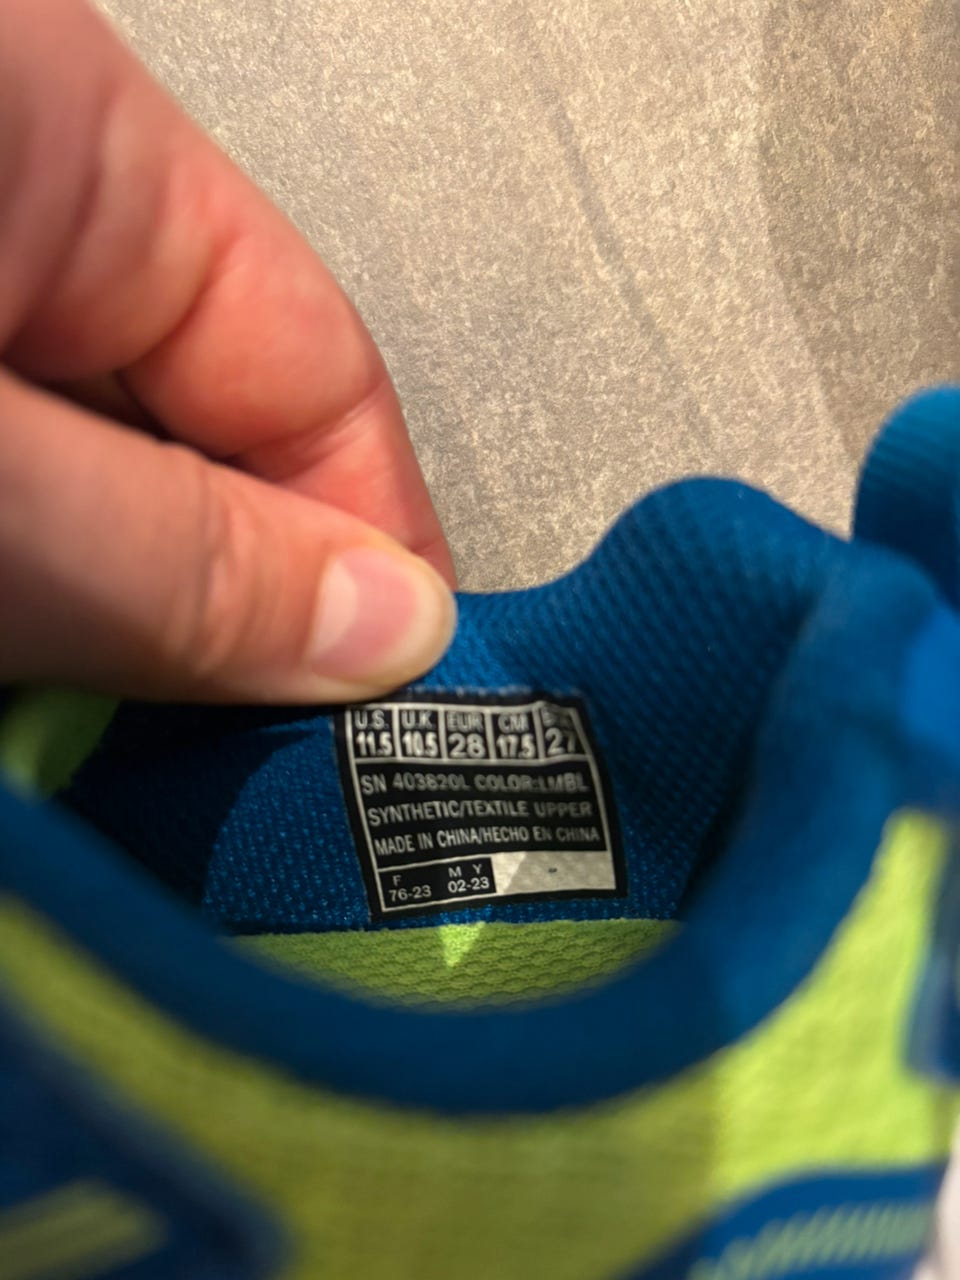 U.S. U.K. EUR CM
11.5 10.5 28 17.5 27
SN 403620L COLOR:LMBL
SYNTHETIC/TEXTILE UPPER
MADE IN CHINA/HECHO EN CHINA
F M Y
76-23 02-23